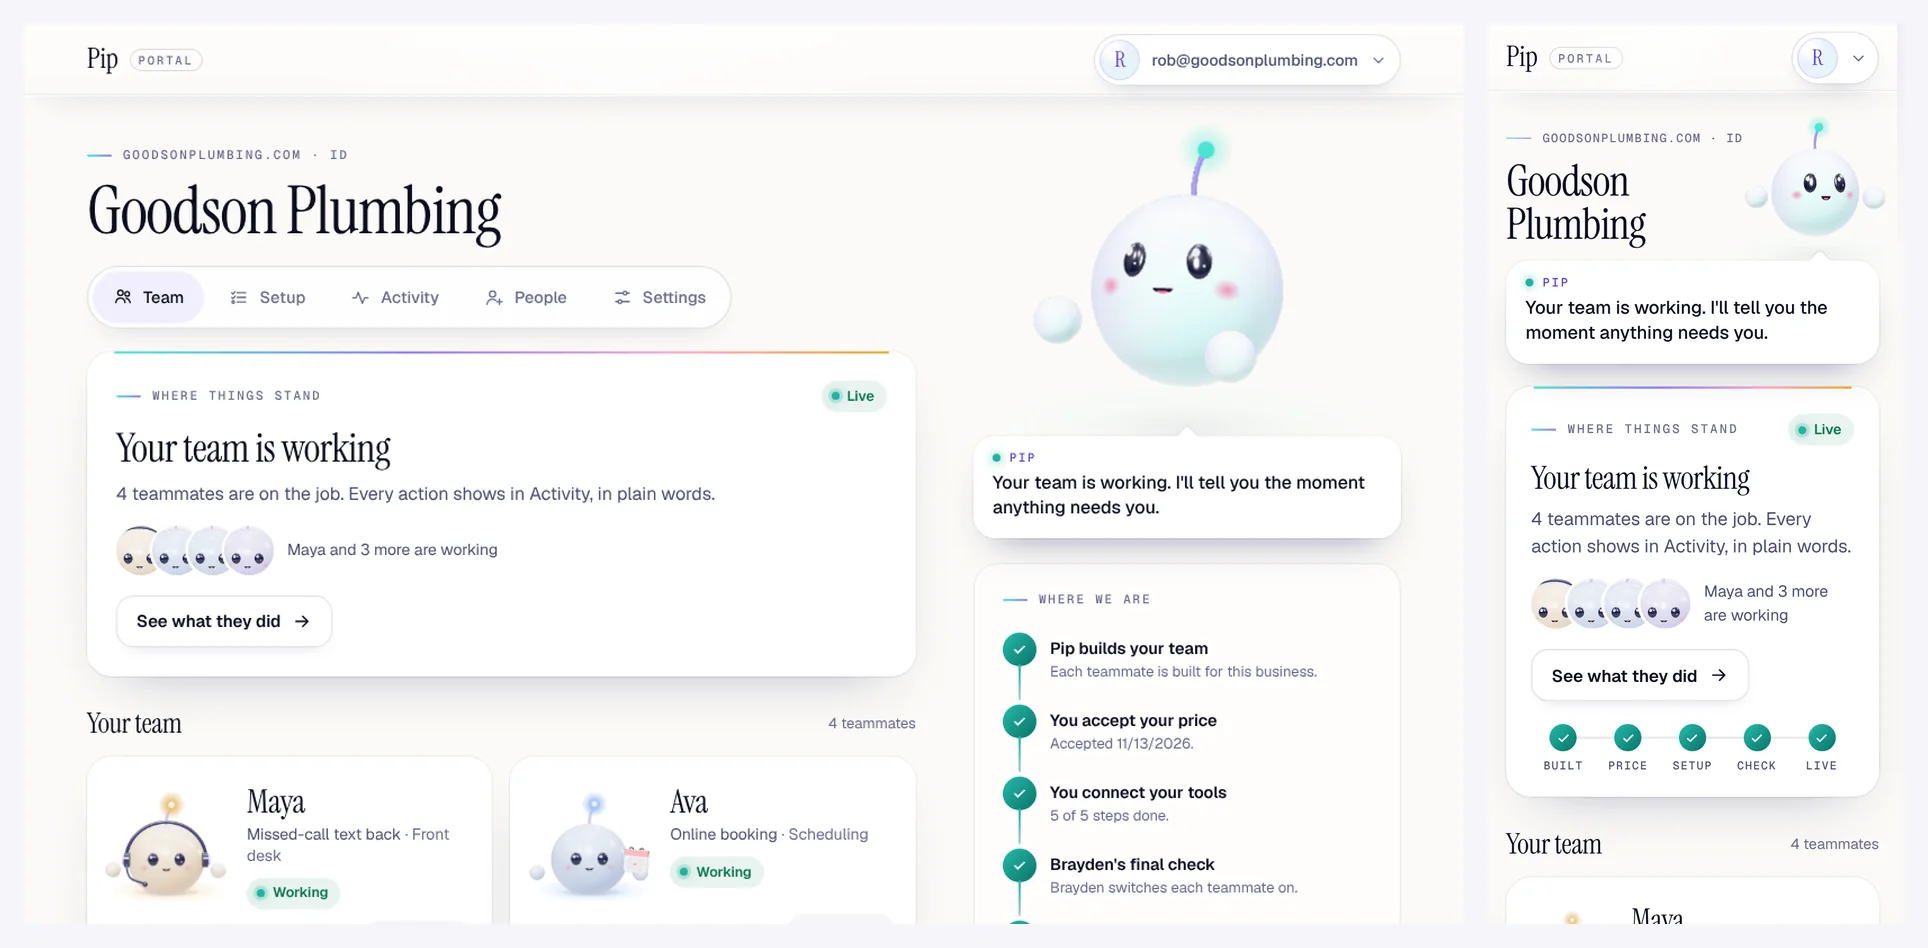 Pip PORTAL
R rob@goodsonplumbing.com
GOODSONPLUMBING.COM · ID
Goodson Plumbing
Team Setup Activity People Settings
WHERE THINGS STAND
Live
Your team is working
4 teammates are on the job. Every action shows in Activity, in plain words.
Maya and 3 more are working
See what they did
Your team
4 teammates
Maya
Missed-call text back · Front
desk
Working
Ava
Online booking · Scheduling
Working
PIP
Your team is working. I'll tell you the moment
anything needs you.
WHERE WE ARE
Pip builds your team
Each teammate is built for this business.
You accept your price
Accepted 11/13/2026.
You connect your tools
5 of 5 steps done.
Brayden's final check
Brayden switches each teammate on.
Pip PORTAL
R
GOODSONPLUMBING.COM · ID
Goodson
Plumbing
PIP
Your team is working. I'll tell you the
moment anything needs you.
WHERE THINGS STAND
Live
Your team is working
4 teammates are on the job. Every
action shows in Activity, in plain words.
Maya and 3 more
are working
See what they did
BUILT PRICE SETUP CHECK LIVE
Your team
4 teammates
Maya